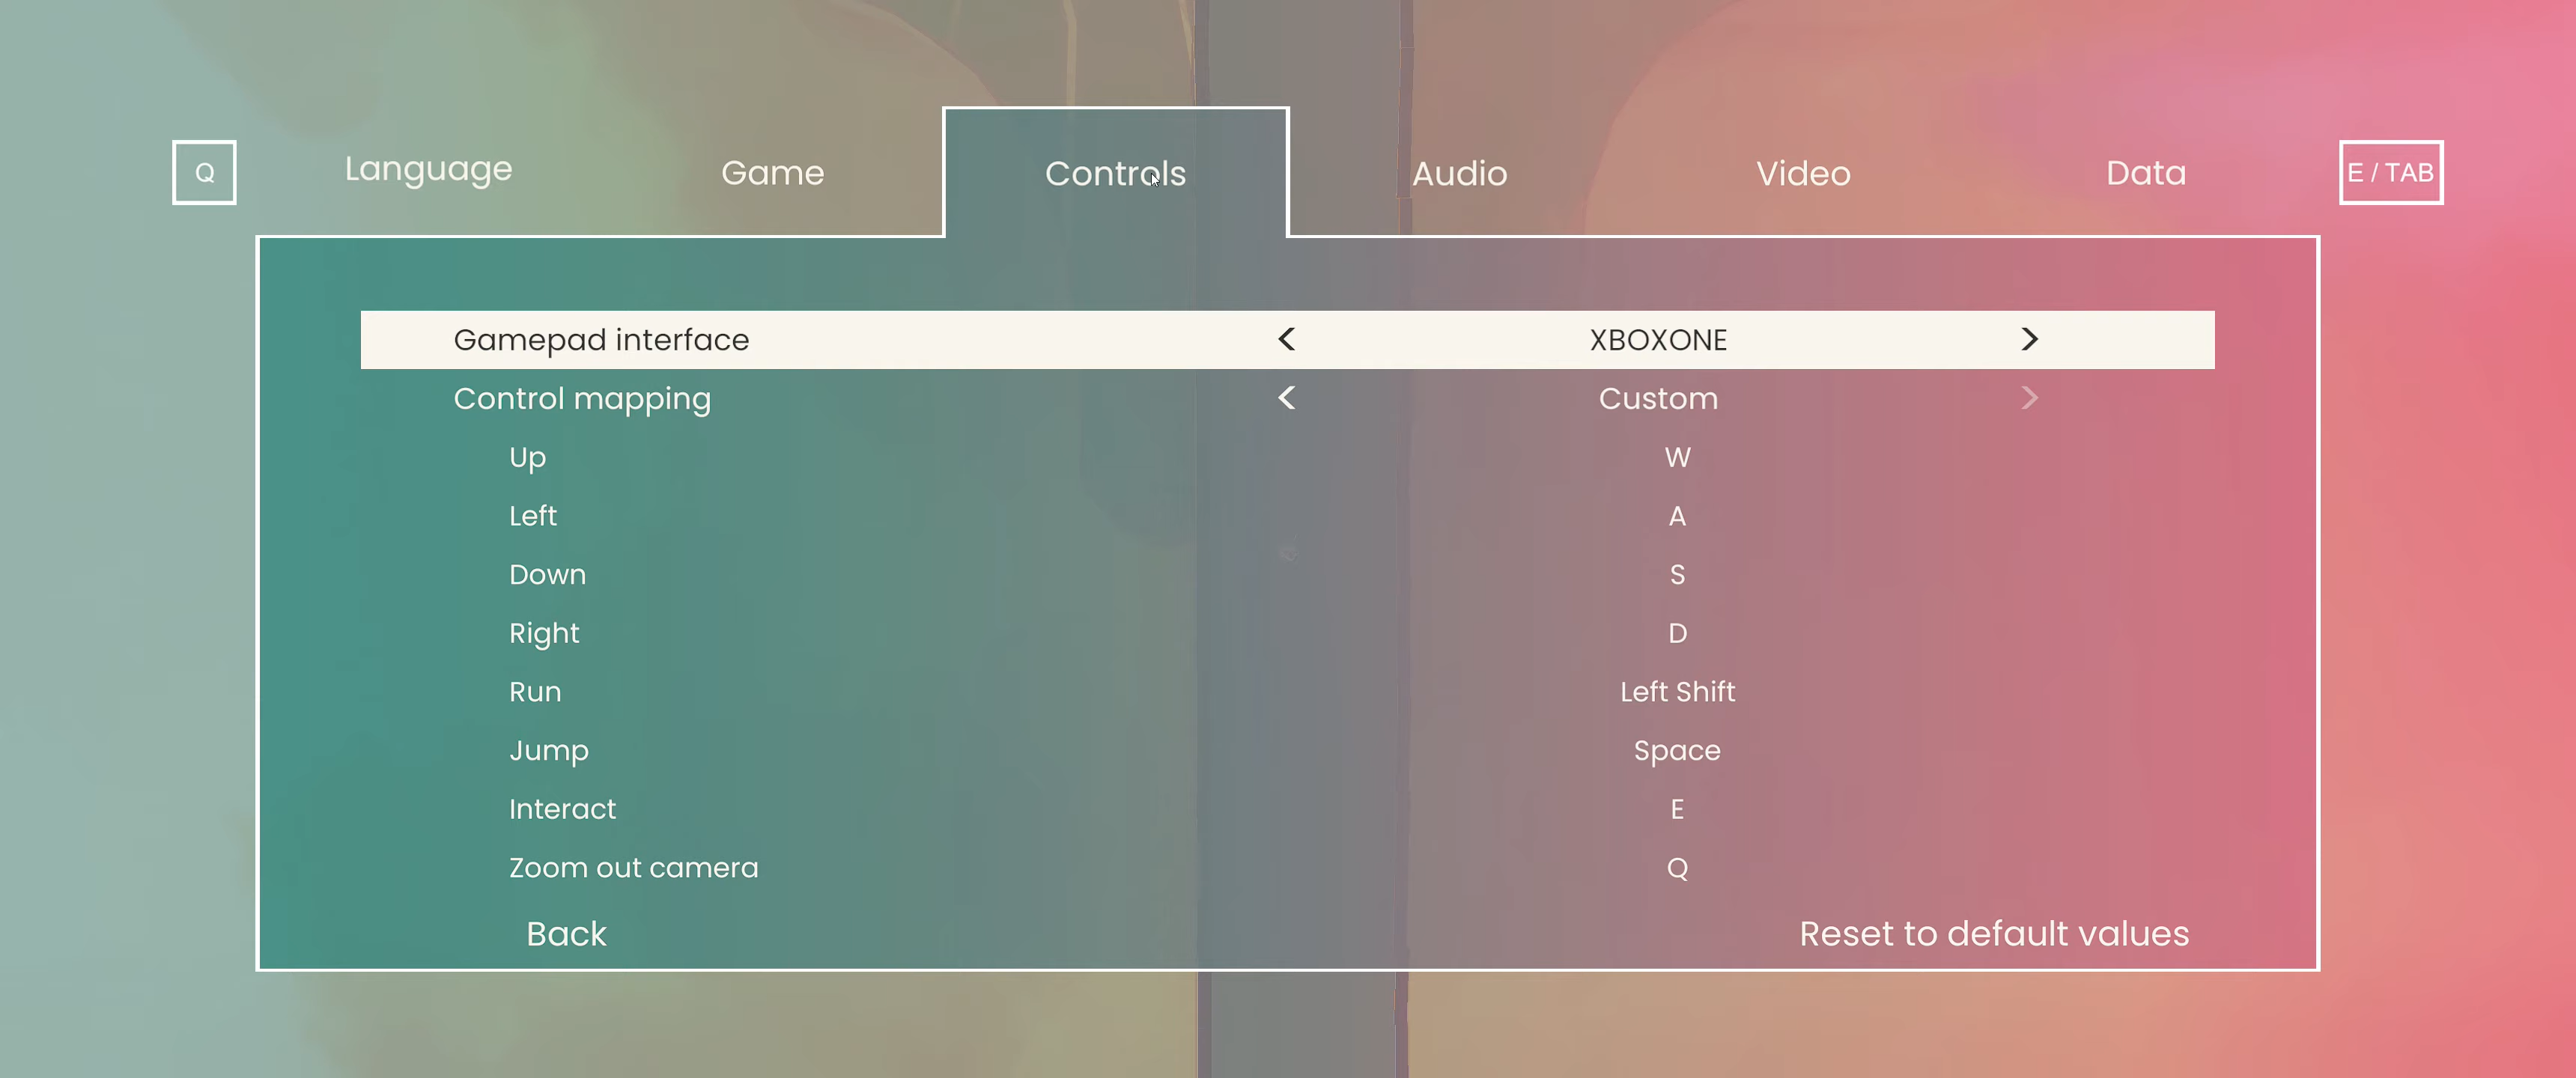 Q Language Game Controls Audio Video Data E / TAB
Gamepad interface < XBOXONE >
Control mapping < Custom >
Up W
Left A
Down S
Right D
Run Left Shift
Jump Space
Interact E
Zoom out camera Q
Back Reset to default values